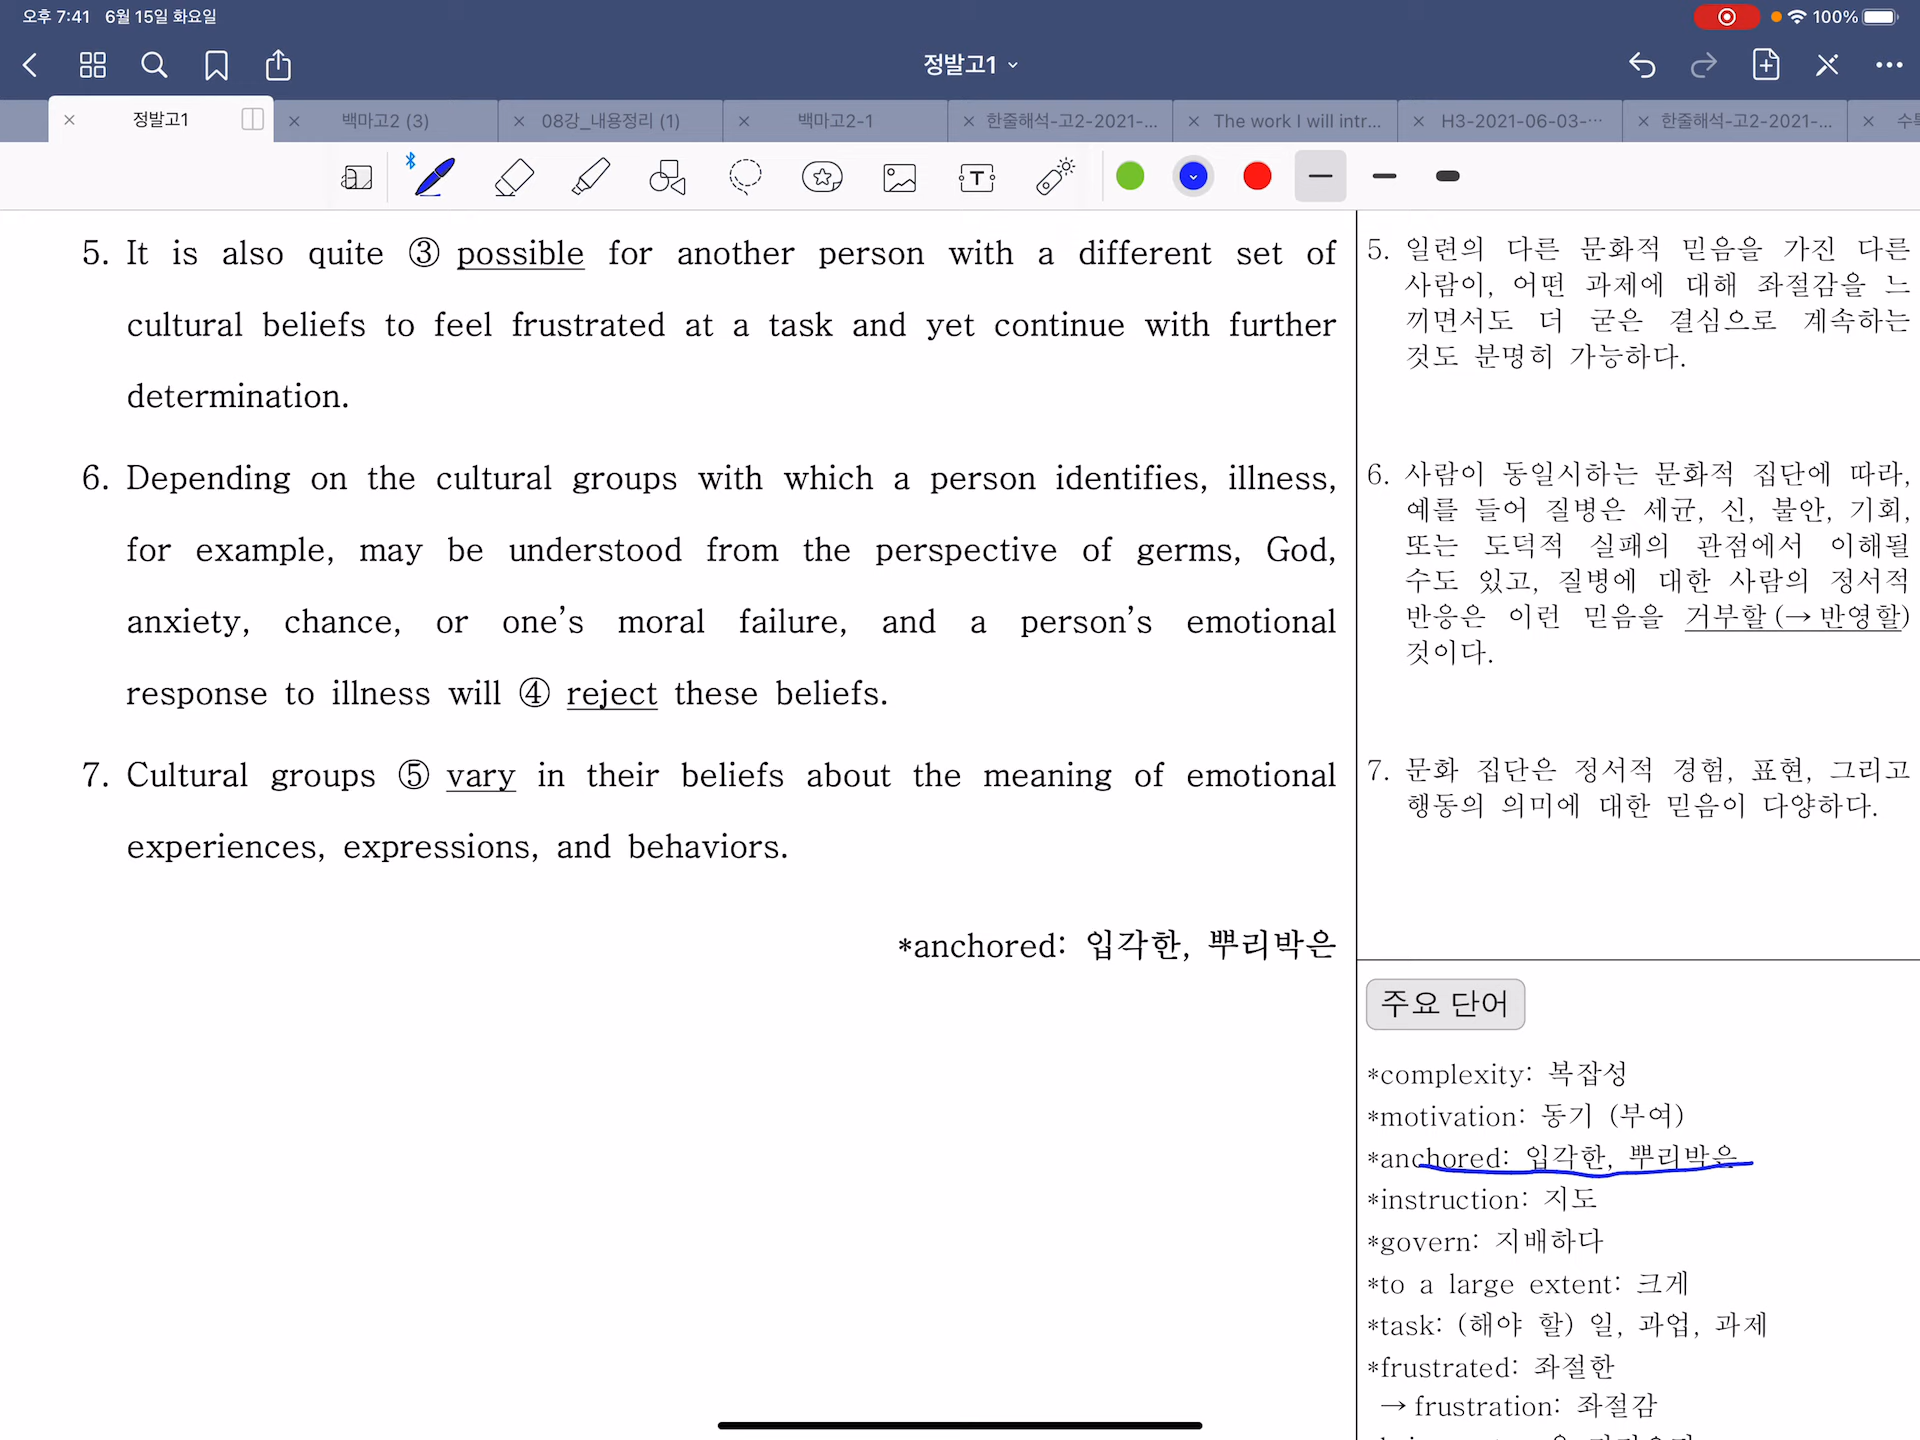 오후 7:41 6월 15일 화요일
100%
정발고1
정발고1
백마고2 (3)
08강_내용정리 (1)
백마고2-1
한줄해석-고2-2021-...
The work I will intr...
H3-2021-06-03-...
한줄해석-고2-2021-...
5. It is also quite ③ possible for another person with a different set of
cultural beliefs to feel frustrated at a task and yet continue with further
determination.
6. Depending on the cultural groups with which a person identifies, illness,
for example, may be understood from the perspective of germs, God,
anxiety, chance, or one's moral failure, and a person's emotional
response to illness will ④ reject these beliefs.
7. Cultural groups ⑤ vary in their beliefs about the meaning of emotional
experiences, expressions, and behaviors.
*anchored: 입각한, 뿌리박은
5. 일련의 다른 문화적 믿음을 가진 다른
사람이, 어떤 과제에 대해 좌절감을 느
끼면서도 더 굳은 결심으로 계속하는
것도 분명히 가능하다.
6. 사람이 동일시하는 문화적 집단에 따라,
예를 들어 질병은 세균, 신, 불안, 기회,
또는 도덕적 실패의 관점에서 이해될
수도 있고, 질병에 대한 사람의 정서적
반응은 이런 믿음을 거부할(→반영할)
것이다.
7. 문화 집단은 정서적 경험, 표현, 그리고
행동의 의미에 대한 믿음이 다양하다.
주요 단어
*complexity: 복잡성
*motivation: 동기 (부여)
*anchored: 입각한, 뿌리박은
*instruction: 지도
*govern: 지배하다
*to a large extent: 크게
*task: (해야 할) 일, 과업, 과제
*frustrated: 좌절한
→frustration: 좌절감